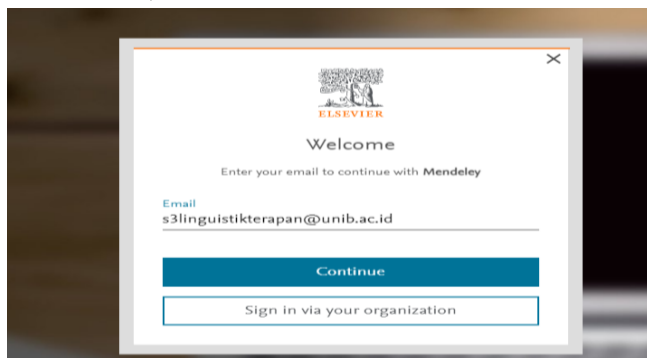 ELSEVIER
Welcome
Enter your email to continue with Mendeley
Email
s3linguistikterapan@unib.ac.id
Continue
Sign in via your organization